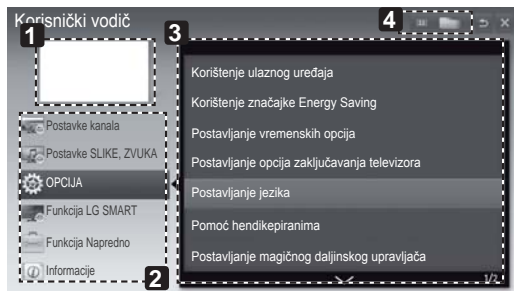 Korisnički vodič
4
1
3
Korištenje ulaznog uređaja
Korištenje značajke Energy Saving
Postavljanje vremenskih opcija
Postavljanje opcija zaključavanja televizora
Postavljanje jezika
Pomoć hendikepiranima
Postavljanje magičnog daljinskog upravljača
1/2
Postavke kanala
Postavke SLIKE, ZVUKA
OPCIJA
Funkcija LG SMART
Funkcija Napredno
Informacije
2